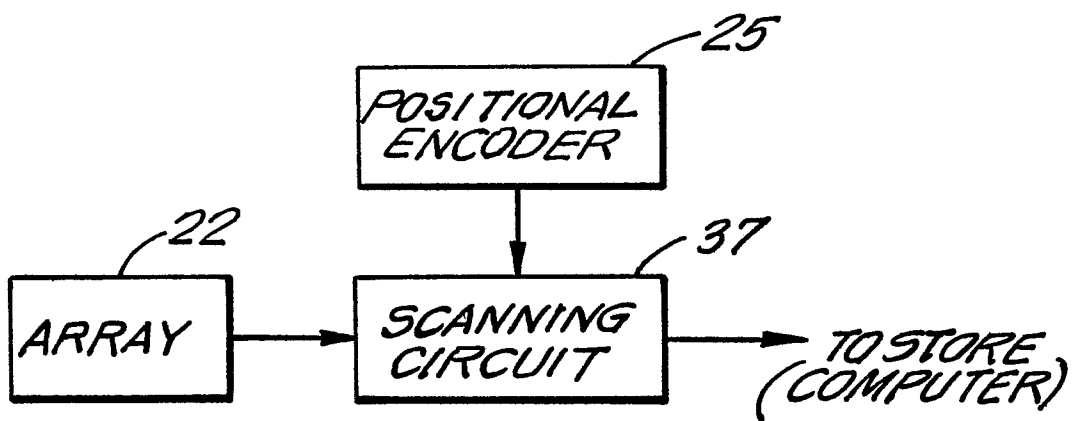 25
POSITIONAL
ENCODER
22
37
ARRAY
SCANNING
CIRCUIT
TO STORE
(COMPUTER)